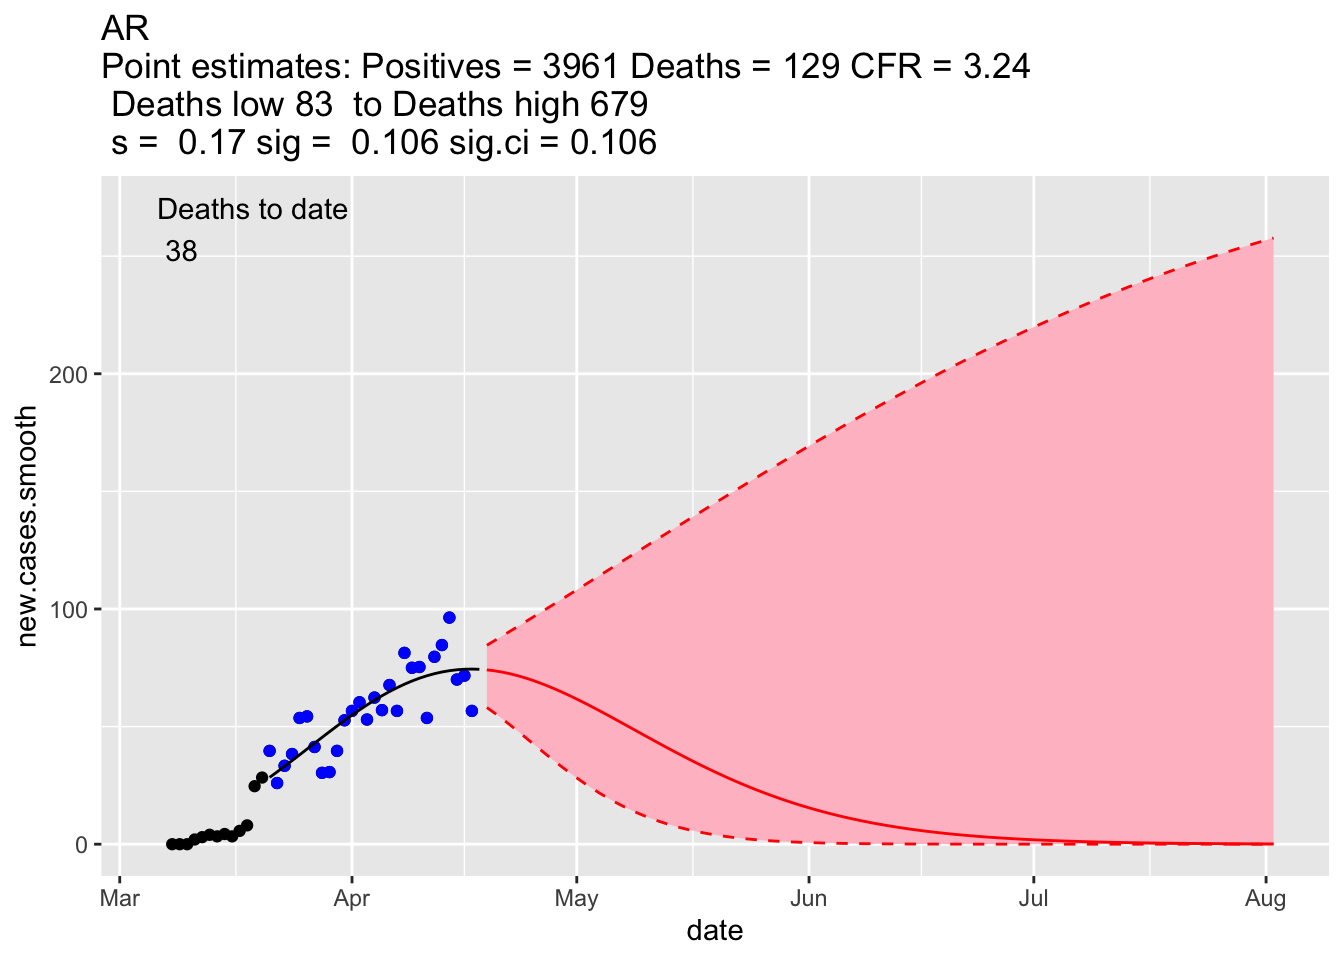 AR
Point estimates: Positives = 3961 Deaths = 129 CFR = 3.24
Deaths low 83  to Deaths high 679
s =  0.17 sig =  0.106 sig.ci = 0.106
Deaths to date
38
200
100
0
new.cases.smooth
Mar Apr May Jun Jul Aug
date